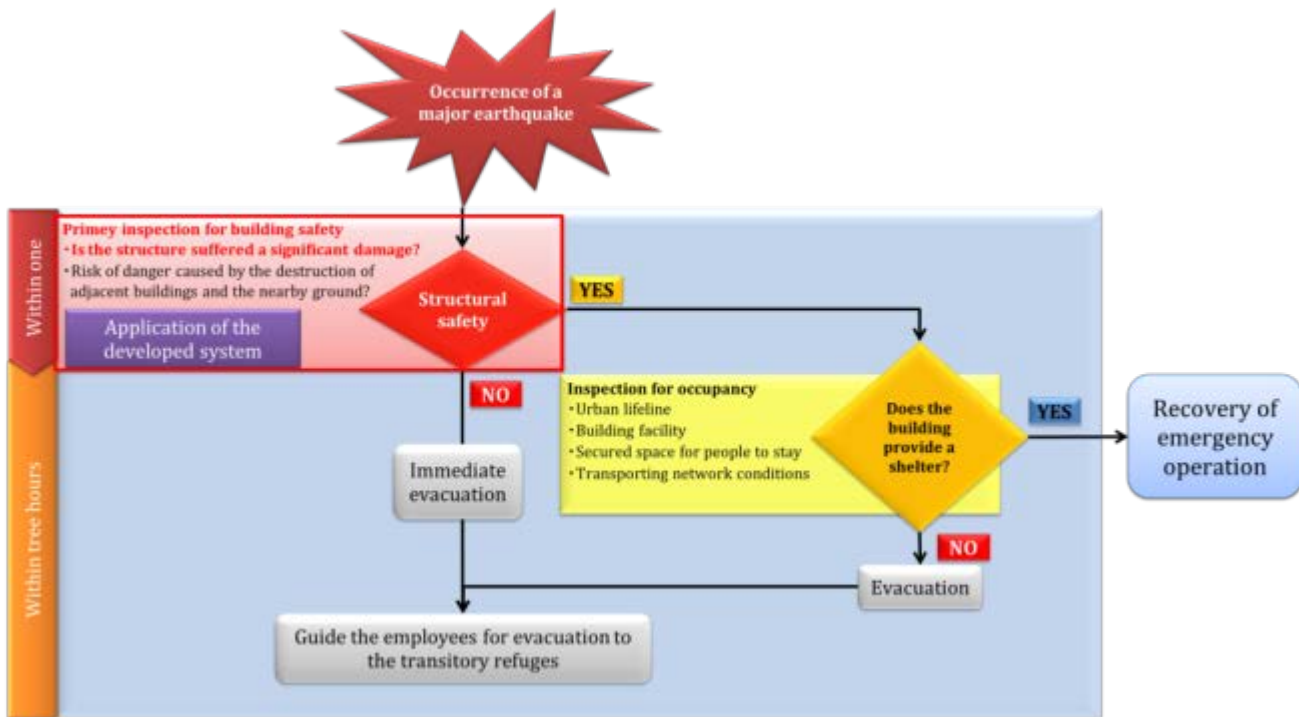 Occurrence of a
major earthquake
Within one
Primey inspection for building safety
・Is the structure suffered a significant damage?
・Risk of danger caused by the destruction of
adjacent buildings and the nearby ground?
Application of the
developed system
Structural
safety
YES
NO
Inspection for occupancy
・Urban lifeline
・Building facility
・Secured space for people to stay
・Transporting network conditions
Does the
building
provide a
shelter?
YES
Recovery of
emergency
operation
Within tree hours
Immediate
evacuation
NO
Evacuation
Guide the employees for evacuation to
the transitory refuges